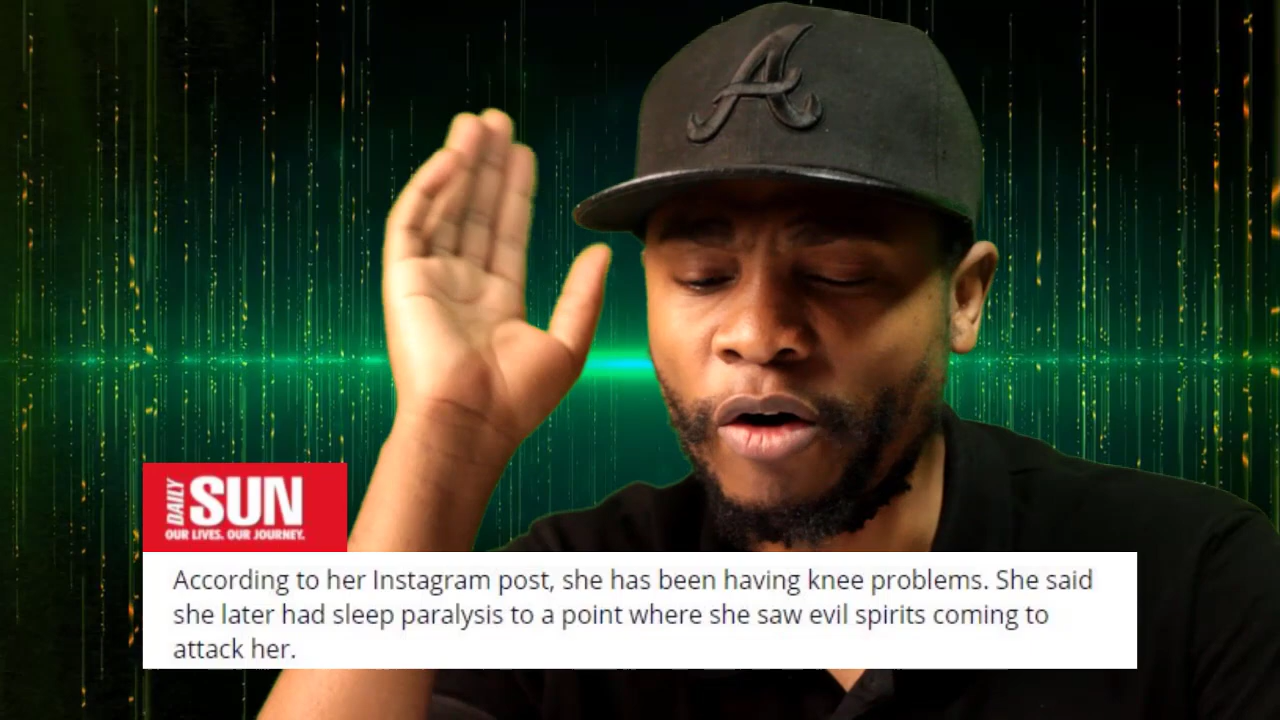 A
DAILY
SUN
OUR LIVES. OUR JOURNEY.
According to her Instagram post, she has been having knee problems. She said
she later had sleep paralysis to a point where she saw evil spirits coming to
attack her.